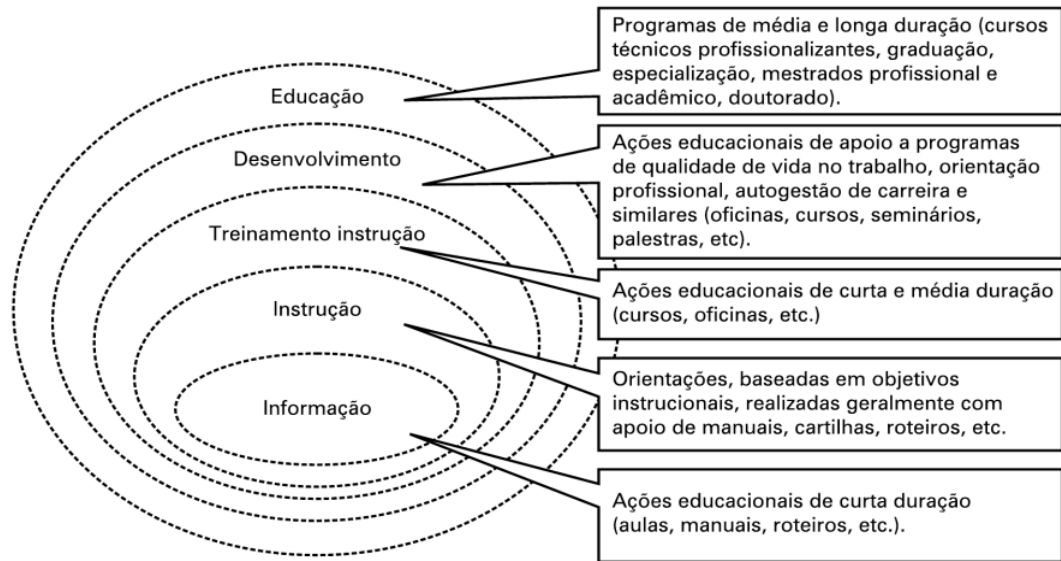 Educação
Programas de média e longa duração (cursos
técnicos profissionalizantes, graduação,
especialização, mestrados profissional e
acadêmico, doutorado).
Desenvolvimento
Ações educacionais de apoio a programas
de qualidade de vida no trabalho, orientação
profissional, autogestão de carreira e
similares (oficinas, cursos, seminários,
palestras, etc).
Treinamento instrução
Ações educacionais de curta e média duração
(cursos, oficinas, etc.)
Instrução
Orientações, baseadas em objetivos
instrucionais, realizadas geralmente com
apoio de manuais, cartilhas, roteiros, etc.
Informação
Ações educacionais de curta duração
(aulas, manuais, roteiros, etc.).